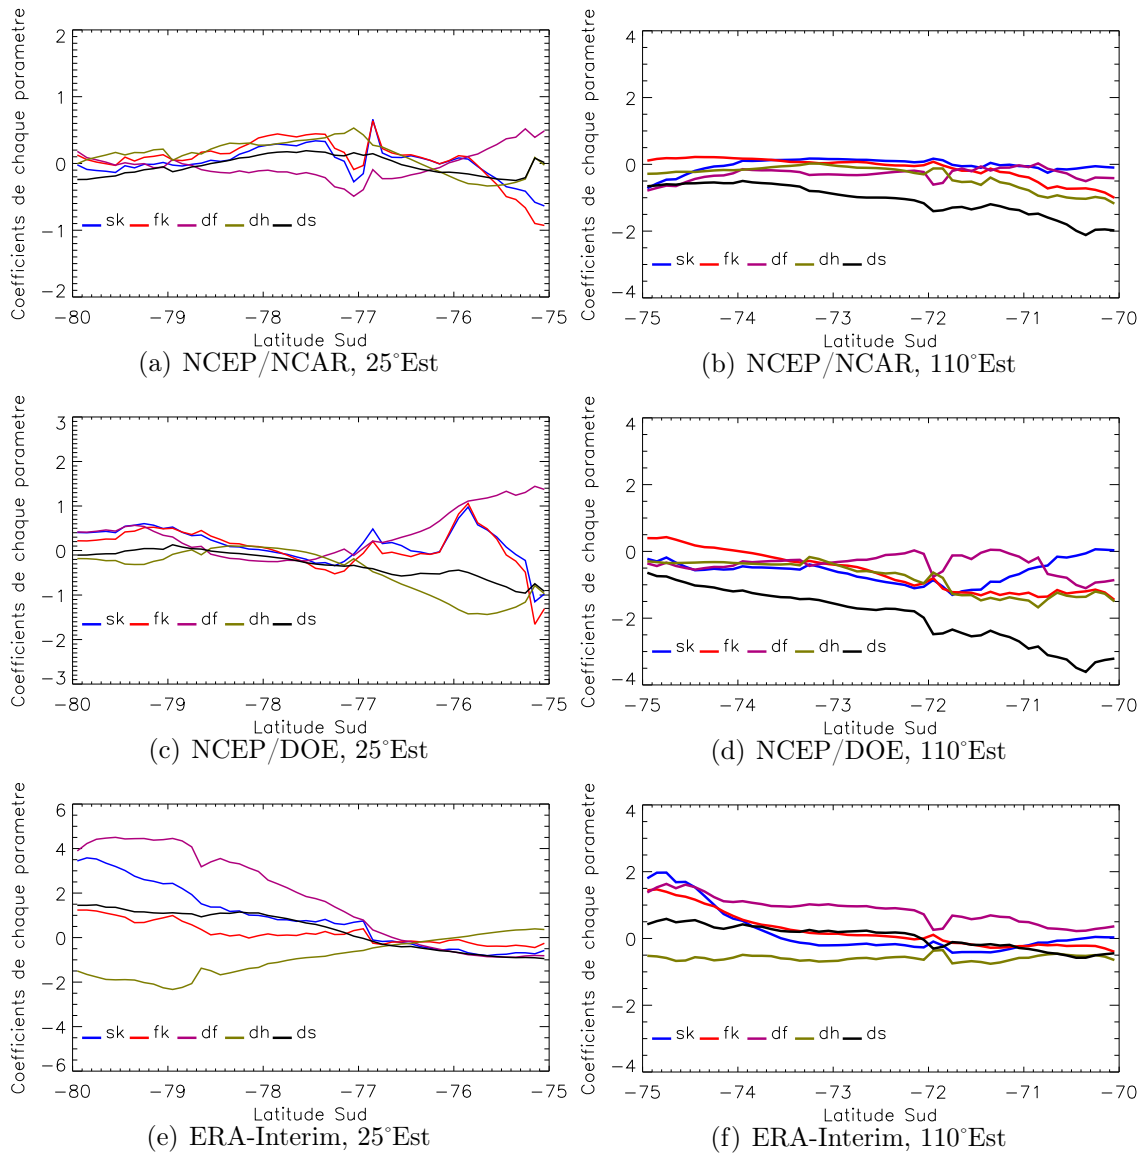 Coefficients de chaque parametre
2
1
0
−1
−2
sk fk df dh ds
−80 −79 −78 −77 −76 −75
Latitude Sud
(a) NCEP/NCAR, 25°Est
Coefficients de chaque parametre
4
2
0
−2
−4
sk fk df dh ds
−75 −74 −73 −72 −71 −70
Latitude Sud
(b) NCEP/NCAR, 110°Est
Coefficients de chaque parametre
3
2
1
0
−1
−2
−3
sk fk df dh ds
−80 −79 −78 −77 −76 −75
Latitude Sud
(c) NCEP/DOE, 25°Est
Coefficients de chaque parametre
4
2
0
−2
−4
sk fk df dh ds
−75 −74 −73 −72 −71 −70
Latitude Sud
(d) NCEP/DOE, 110°Est
Coefficients de chaque parametre
6
4
2
0
−2
−4
−6
sk fk df dh ds
−80 −79 −78 −77 −76 −75
Latitude Sud
(e) ERA-Interim, 25°Est
Coefficients de chaque parametre
4
2
0
−2
−4
sk fk df dh ds
−75 −74 −73 −72 −71 −70
Latitude Sud
(f) ERA-Interim, 110°Est